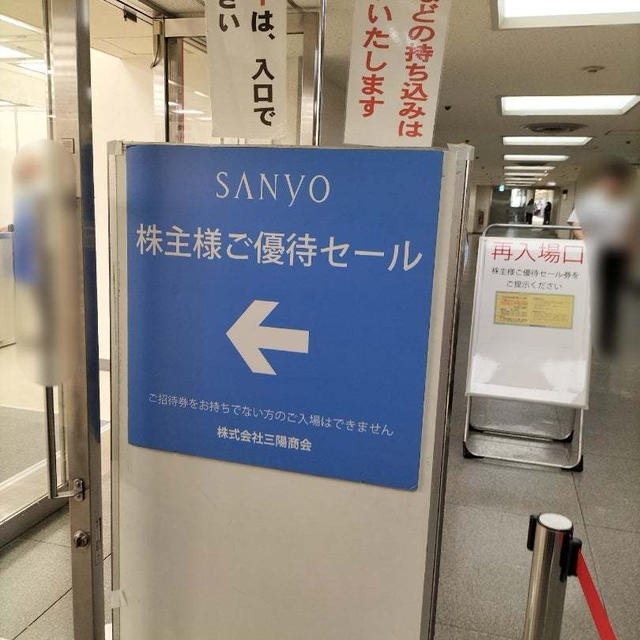 さい
は、入口で
どの持ち込みは
いたします
SANYO
株主様ご優待セール
ご招待券をお持ちでない方のご入場はできません
株式会社三陽商会
再入場口
株主様ご優待セール券を
ご提示ください